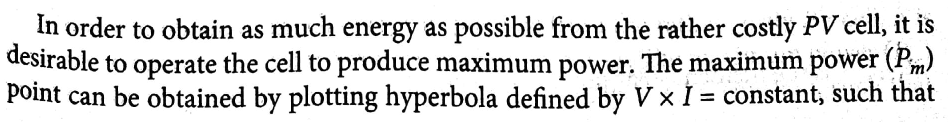 In order to obtain as much energy as possible from the rather costly PV cell, it is
desirable to operate the cell to produce maximum power. The maximum power (Pm)
point can be obtained by plotting hyperbola defined by V × I = constant, such that